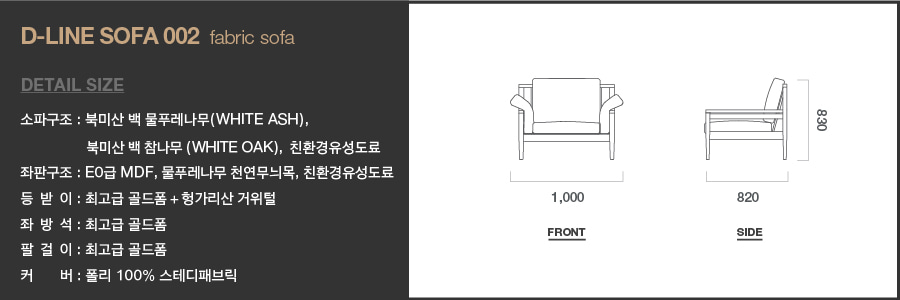 D-LINE SOFA 002 fabric sofa
DETAIL SIZE
소파구조 : 북미산 백 물푸레나무(WHITE ASH),
북미산 백 참나무 (WHITE OAK), 친환경유성도료
좌판구조 : E0급 MDF, 물푸레나무 천연무늬목, 친환경유성도료
등 받 이 : 최고급 골드폼 + 헝가리산 거위털
좌 방 석 : 최고급 골드폼
팔 걸 이 : 최고급 골드폼
커 버 : 폴리 100% 스테디패브릭
830
1,000
820
FRONT
SIDE